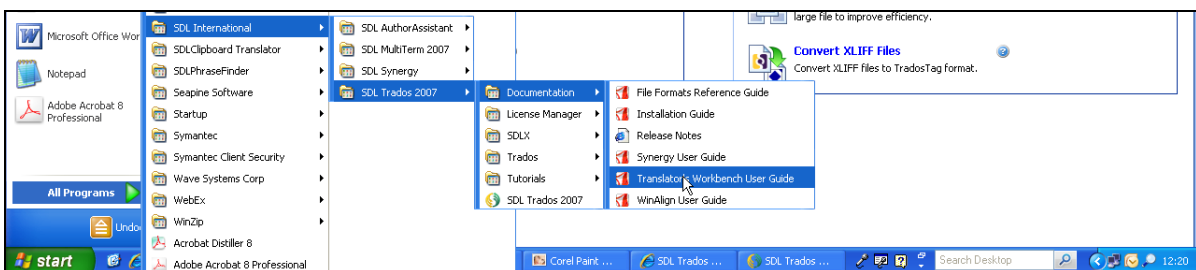 Microsoft Office Wor
Notepad
Adobe Acrobat 8
Professional
All Programs
Undo
start
SDL International
SDLClipboard Translator
SDLPhraseFinder
Seapine Software
Startup
Symantec
Symantec Client Security
Wave Systems Corp
WebEx
WinZip
Acrobat Distiller 8
Adobe Acrobat 8 Professional
SDL AuthorAssistant
SDL MultiTerm 2007
SDL Synergy
SDL Trados 2007
Documentation
License Manager
SDLX
Trados
Tutorials
SDL Trados 2007
File Formats Reference Guide
Installation Guide
Release Notes
Synergy User Guide
Translator's Workbench User Guide
WinAlign User Guide
large file to improve efficiency.
Convert XLIFF Files
Convert XLIFF files to TradosTag format.
Corel Paint ...
SDL Trados ...
SDL Trados ...
Search Desktop
12:20